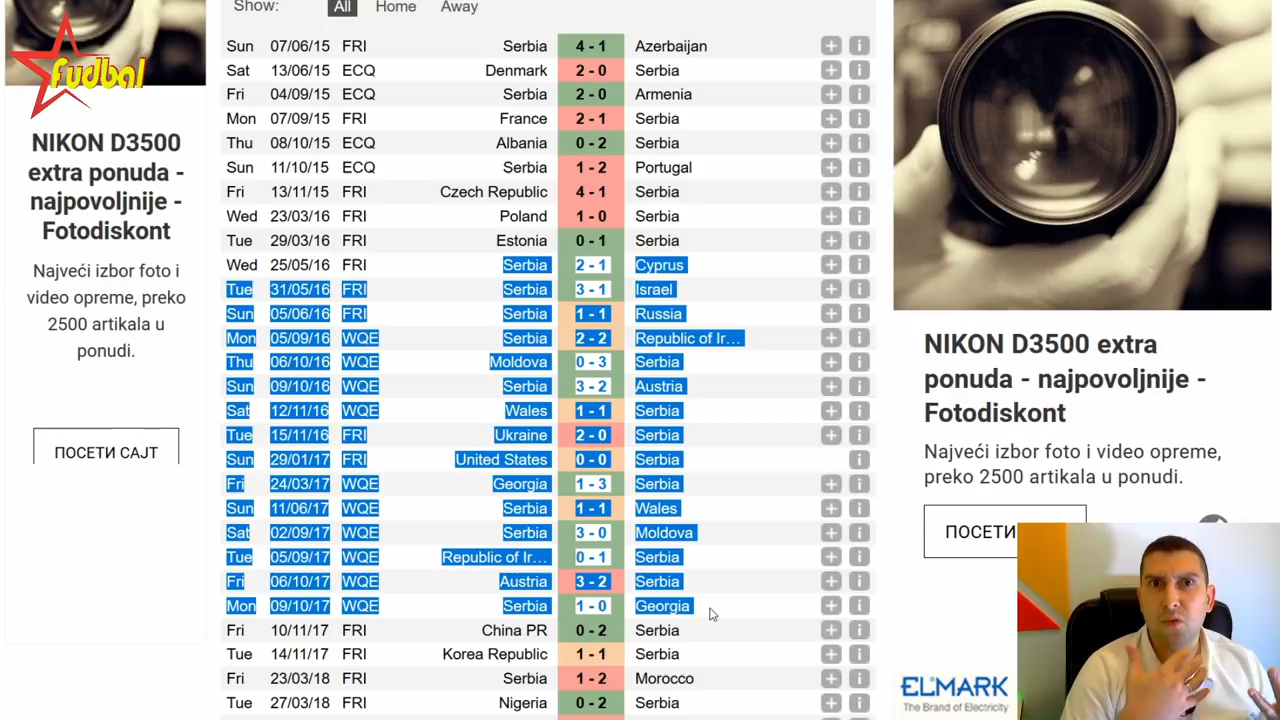 Show: All Home Away
fudbal
Sun 07/06/15 FRI Serbia 4 - 1 Azerbaijan
Sat 13/06/15 ECQ Denmark 2 - 0 Serbia
Fri 04/09/15 ECQ Serbia 2 - 0 Armenia
Mon 07/09/15 FRI France 2 - 1 Serbia
Thu 08/10/15 ECQ Albania 0 - 2 Serbia
Sun 11/10/15 ECQ Serbia 1 - 2 Portugal
Fri 13/11/15 FRI Czech Republic 4 - 1 Serbia
Wed 23/03/16 FRI Poland 1 - 0 Serbia
Tue 29/03/16 FRI Estonia 0 - 1 Serbia
Wed 25/05/16 FRI Serbia 2 - 1 Cyprus
Tue 31/05/16 FRI Serbia 3 - 1 Israel
Sun 05/06/16 FRI Serbia 1 - 1 Russia
Mon 05/09/16 WQE Serbia 2 - 2 Republic of Ir...
Thu 06/10/16 WQE Moldova 0 - 3 Serbia
Sun 09/10/16 WQE Serbia 3 - 2 Austria
Sat 12/11/16 WQE Wales 1 - 1 Serbia
Tue 15/11/16 FRI Ukraine 2 - 0 Serbia
Sun 29/01/17 FRI United States 0 - 0 Serbia
Fri 24/03/17 WQE Georgia 1 - 3 Serbia
Sun 11/06/17 WQE Serbia 1 - 1 Wales
Sat 02/09/17 WQE Serbia 3 - 0 Moldova
Tue 05/09/17 WQE Republic of Ir... 0 - 1 Serbia
Fri 06/10/17 WQE Austria 3 - 2 Serbia
Mon 09/10/17 WQE Serbia 1 - 0 Georgia
Fri 10/11/17 FRI China PR 0 - 2 Serbia
Tue 14/11/17 FRI Korea Republic 1 - 1 Serbia
Fri 23/03/18 FRI Serbia 1 - 2 Morocco
Tue 27/03/18 FRI Nigeria 0 - 2 Serbia
NIKON D3500
extra ponuda -
najpovoljnije -
Fotodiskont
Najveći izbor foto i
video opreme, preko
2500 artikala u
ponudi.
ПОСЕТИ САЈТ
NIKON D3500 extra
ponuda - najpovoljnije -
Fotodiskont
Najveći izbor foto i video opreme,
preko 2500 artikala u ponudi.
ПОСЕТИ
ELMARK
The Brand of Electricity